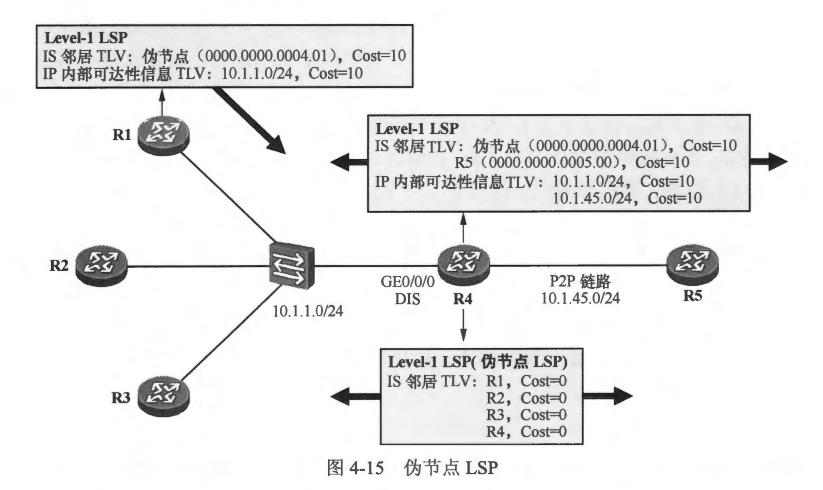 Level-1 LSP
IS 邻居 TLV：伪节点（0000.0000.0004.01），Cost=10
IP 内部可达性信息 TLV：10.1.1.0/24，Cost=10
R1
Level-1 LSP
IS 邻居TLV：伪节点（0000.0000.0004.01），Cost=10
R5（0000.0000.0005.00），Cost=10
IP 内部可达性信息TLV：10.1.1.0/24，Cost=10
10.1.45.0/24，Cost=10
R2
10.1.1.0/24
GE0/0/0
DIS
R4
P2P 链路
10.1.45.0/24
R5
R3
Level-1 LSP( 伪节点 LSP)
IS 邻居 TLV：R1，Cost=0
R2，Cost=0
R3，Cost=0
R4，Cost=0
图 4-15 伪节点 LSP